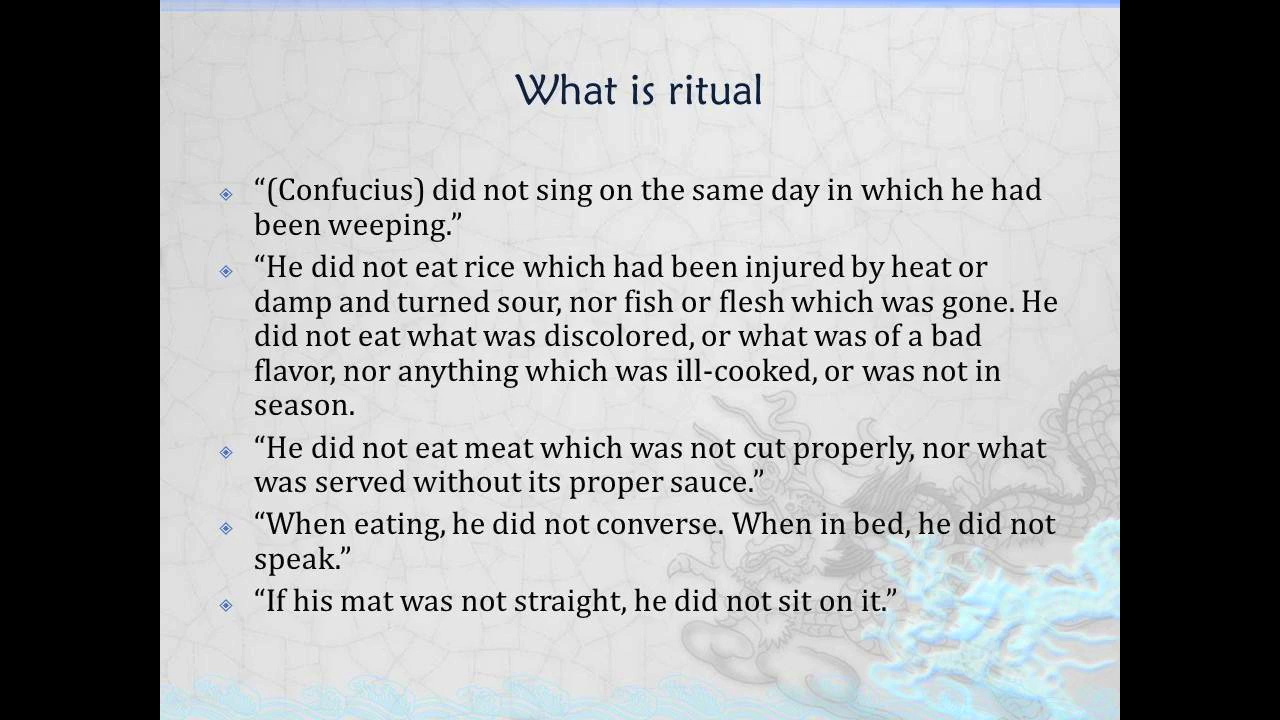 What is ritual
“(Confucius) did not sing on the same day in which he had
been weeping.”
“He did not eat rice which had been injured by heat or
damp and turned sour, nor fish or flesh which was gone. He
did not eat what was discolored, or what was of a bad
flavor, nor anything which was ill-cooked, or was not in
season.
“He did not eat meat which was not cut properly, nor what
was served without its proper sauce.”
“When eating, he did not converse. When in bed, he did not
speak.”
“If his mat was not straight, he did not sit on it.”